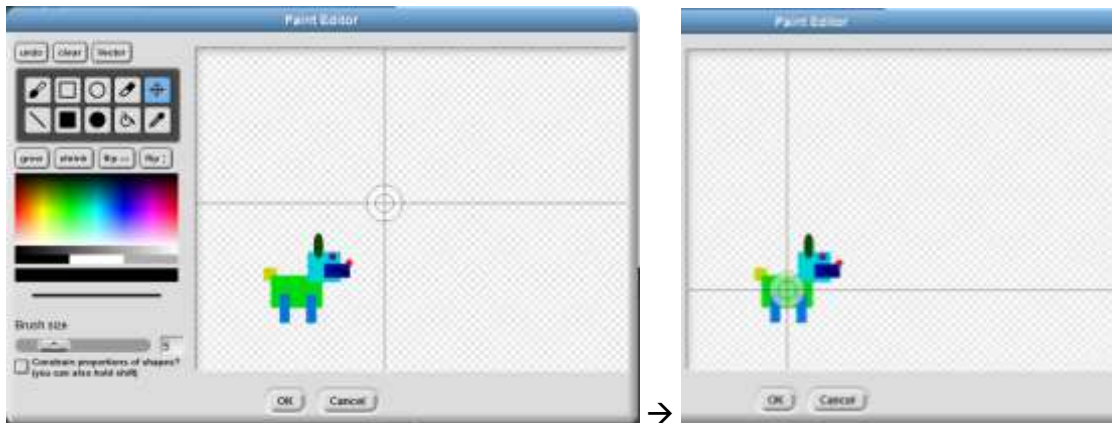 Paint Editor
undo clear Vector
grow shrink flip ↔ flip ↕
Brush size
5
Constrain proportions of shapes?
(you can also hold shift)
OK Cancel
→
Paint Editor
OK Cancel